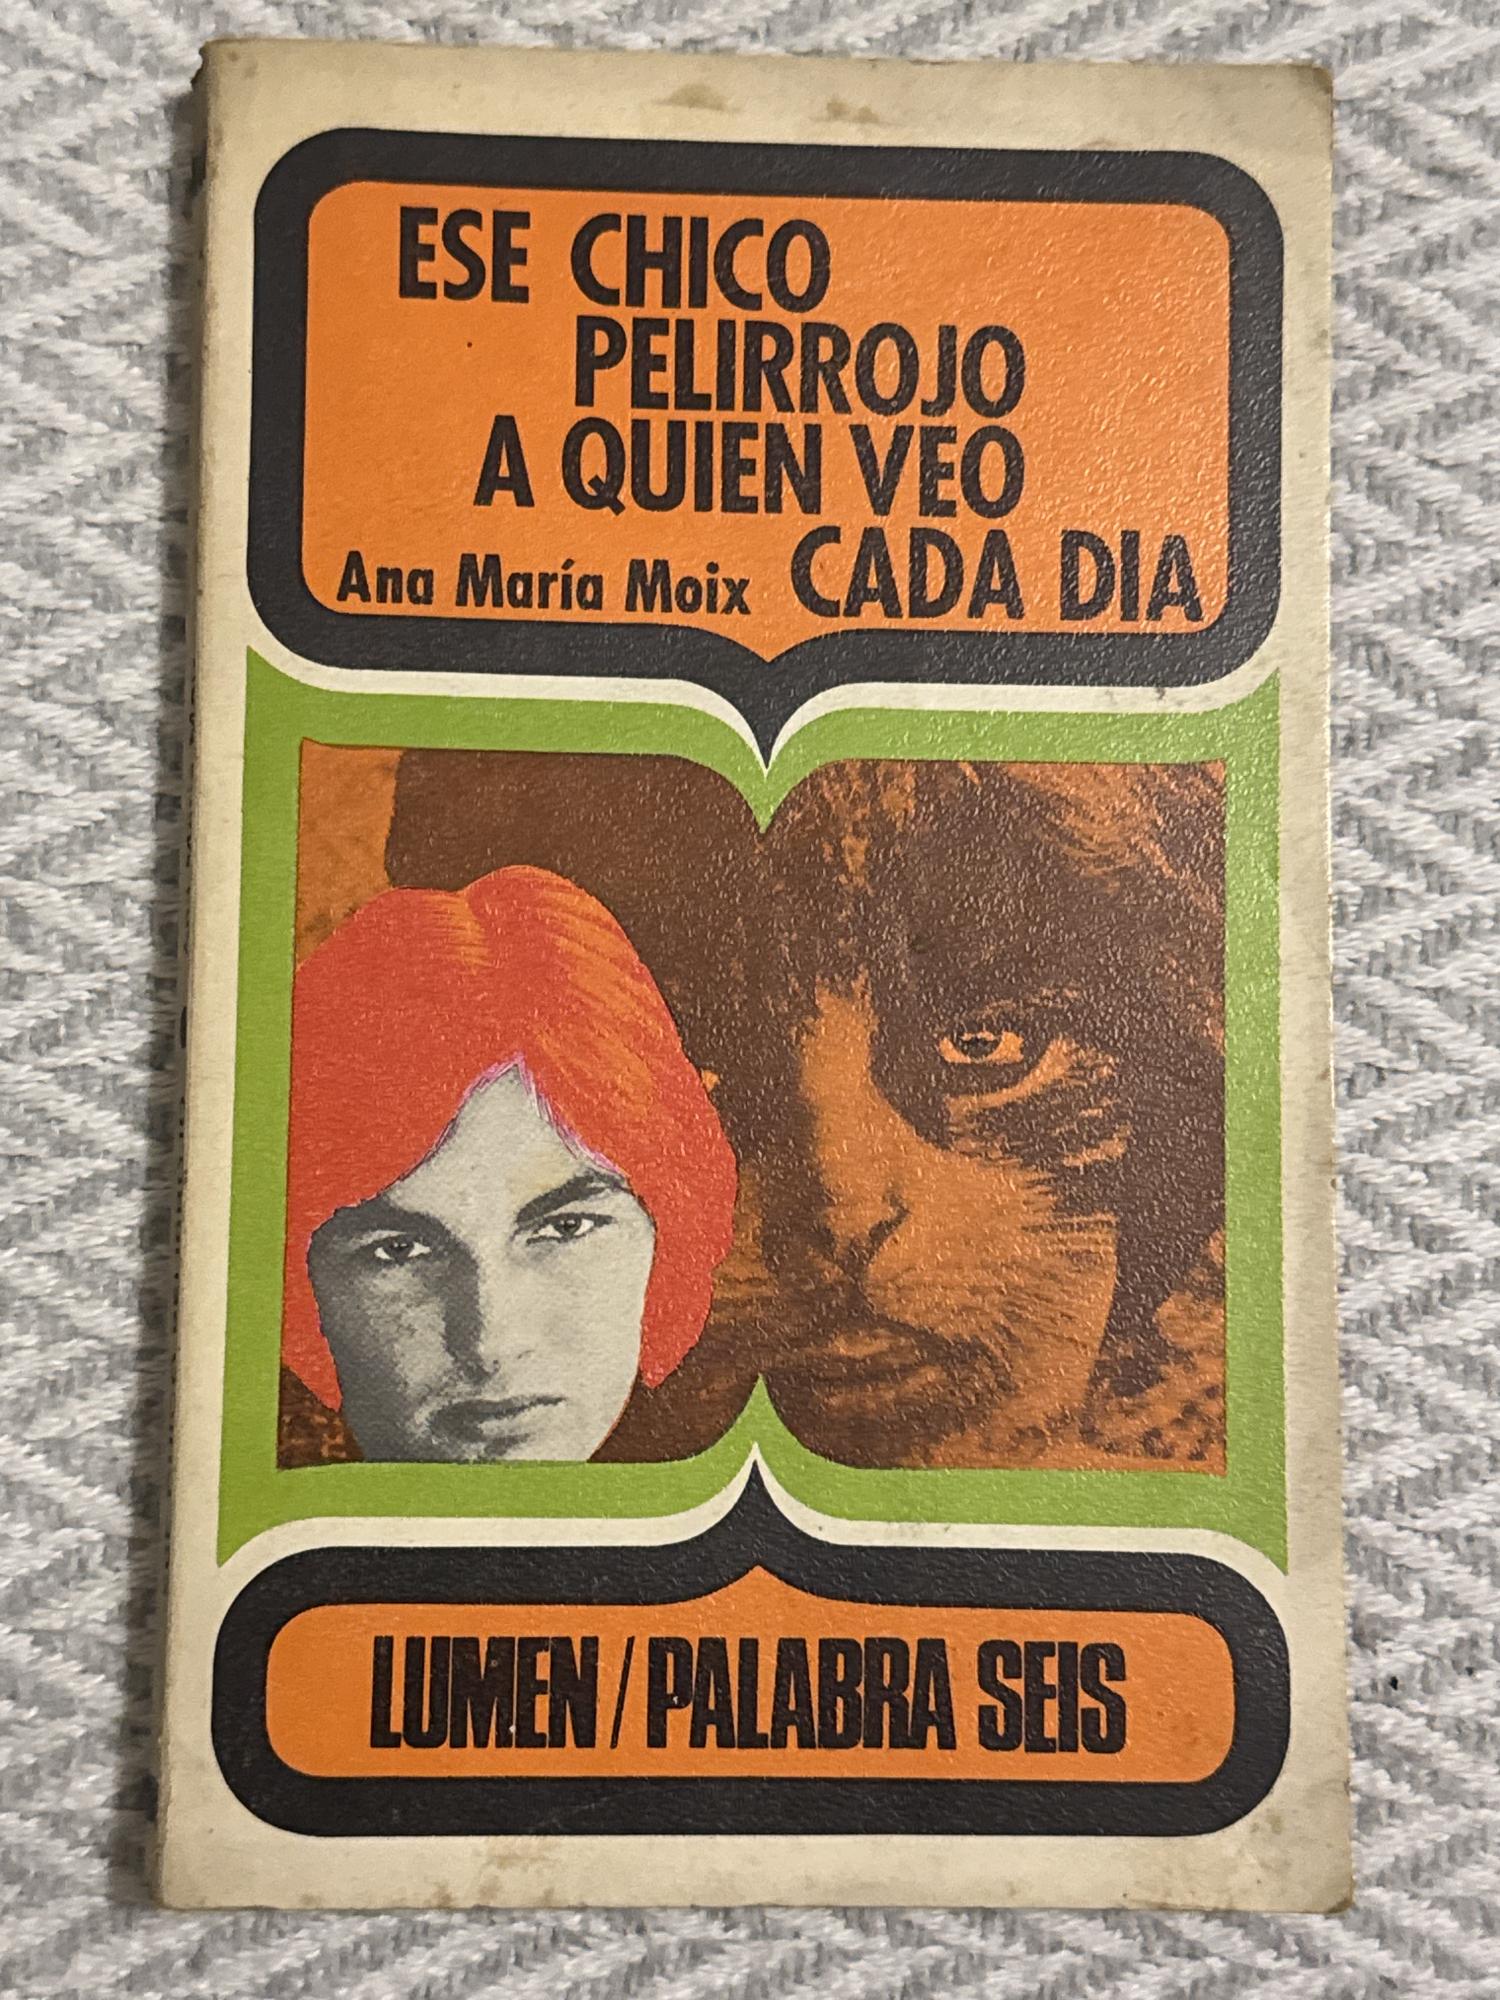 ESE CHICO
PELIRROJO
A QUIEN VEO
CADA DIA
Ana María Moix
LUMEN/PALABRA SEIS